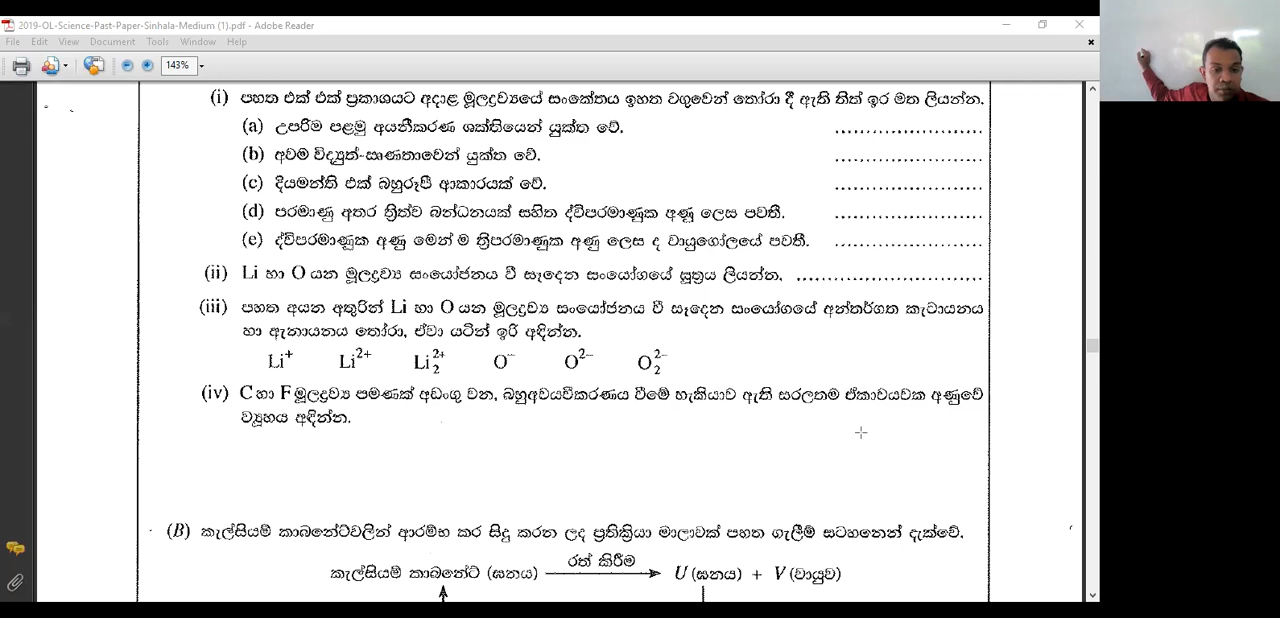 2019-OL-Science-Past-Paper-Sinhala-Medium (1).pdf - Adobe Reader
File Edit View Document Tools Window Help
143%
(i) පහත එක් එක් ප්‍රකාශයට අදාළ මූලද්‍රව්‍යයේ සංකේතය ඉහත වගුවෙන් තෝරා දී ඇති තිත් ඉර මත ලියන්න.
(a) උපරිම පළමු අයනීකරණ ශක්තියෙන් යුක්ත වේ. ................................
(b) අවම විද්‍යුත්-ඍණතාවෙන් යුක්ත වේ. ................................
(c) දියමන්ති එක් බහුරූපී ආකාරයක් වේ. ................................
(d) පරමාණු අතර ත්‍රිත්ව බන්ධනයක් සහිත ද්විපරමාණුක අණු ලෙස පවතී. ................................
(e) ද්විපරමාණුක අණු මෙන් ම ත්‍රිපරමාණුක අණු ලෙස ද වායුගෝලයේ පවතී. ................................
(ii) Li හා O යන මූලද්‍රව්‍ය සංයෝජනය වී සෑදෙන සංයෝගයේ සූත්‍රය ලියන්න. ........................................
(iii) පහත අයන අතුරින් Li හා O යන මූලද්‍රව්‍ය සංයෝජනය වී සෑදෙන සංයෝගයේ අන්තර්ගත කැටායනය
හා ඇනායනය තෝරා, ඒවා යටින් ඉරි අඳින්න.
Li⁺ Li²⁺ Li₂²⁺ O⁻ O²⁻ O₂²⁻
(iv) C හා F මූලද්‍රව්‍ය පමණක් අඩංගු වන, බහුඅවයවීකරණය වීමේ හැකියාව ඇති සරලතම ඒකාවයවක අණුවේ
ව්‍යූහය අඳින්න.
(B) කැල්සියම් කාබනේට්වලින් ආරම්භ කර සිදු කරන ලද ප්‍රතික්‍රියා මාලාවක් පහත ගැලීම් සටහනෙන් දැක්වේ.
රත් කිරීම
කැල්සියම් කාබනේට් (ඝනය) → U (ඝනය) + V (වායුව)